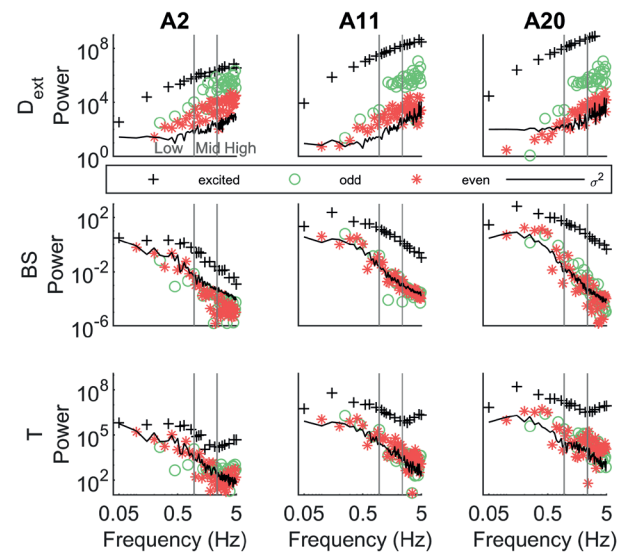 A2 A11 A20
D_ext Power
10^8
10^4
10^0
Low Mid High
excited odd even σ^2
BS Power
10^2
10^-2
10^-6
T Power
10^8
10^5
10^2
0.05 0.5 5 0.05 0.5 5 0.05 0.5 5
Frequency (Hz) Frequency (Hz) Frequency (Hz)